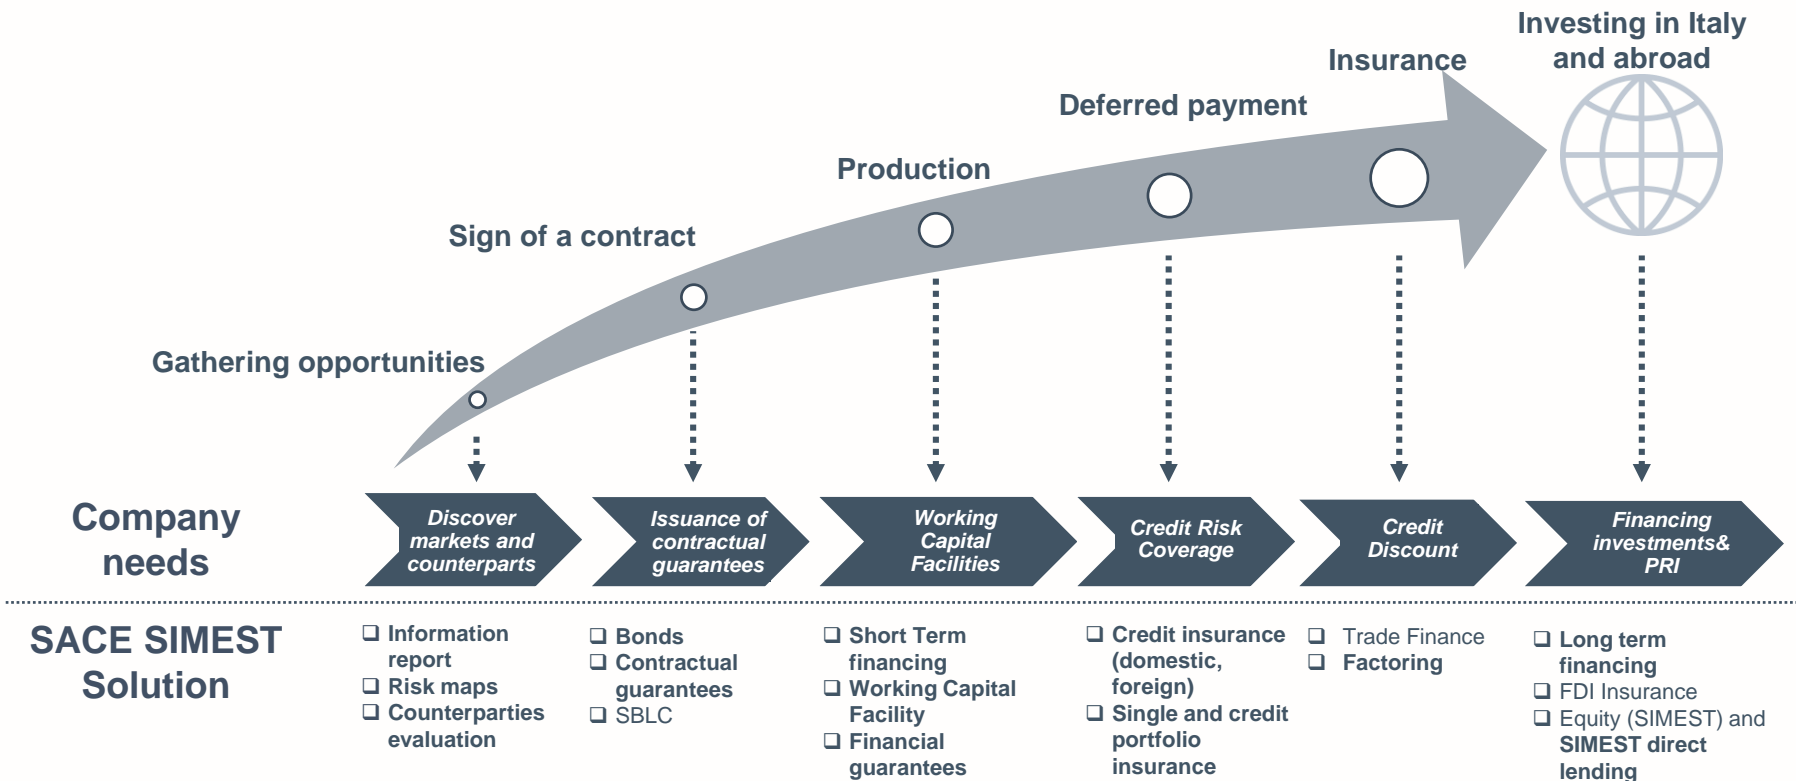 Investing in Italy
and abroad
Insurance
Deferred payment
Production
Sign of a contract
Gathering opportunities
Company
needs
Discover
markets and
counterparts
Issuance of
contractual
guarantees
Working
Capital
Facilities
Credit Risk
Coverage
Credit
Discount
Financing
investments&
PRI
SACE SIMEST
Solution
❑ Information
report
❑ Risk maps
❑ Counterparties
evaluation
❑ Bonds
❑ Contractual
guarantees
❑ SBLC
❑ Short Term
financing
❑ Working Capital
Facility
❑ Financial
guarantees
❑ Credit insurance
(domestic,
foreign)
❑ Single and credit
portfolio
insurance
❑ Trade Finance
❑ Factoring
❑ Long term
financing
❑ FDI Insurance
❑ Equity (SIMEST) and
SIMEST direct
lending